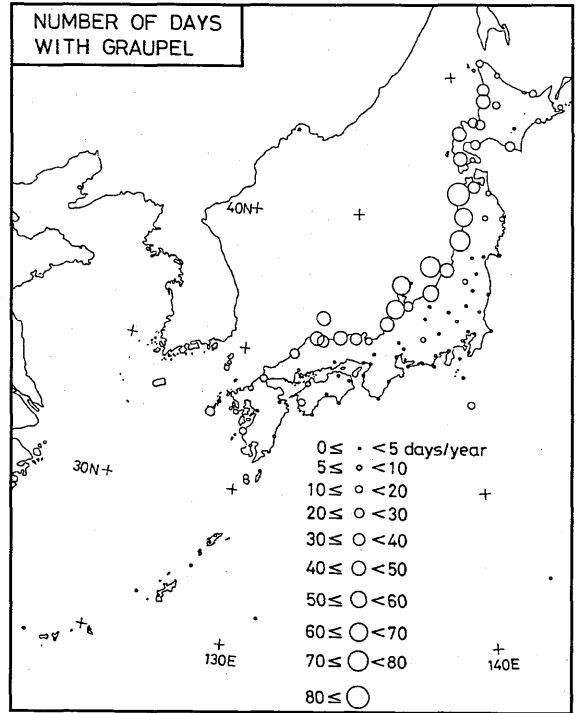 NUMBER OF DAYS
WITH GRAUPEL
40N
30N
0≤ <5 days/year
5≤ <10
10≤ <20
20≤ <30
30≤ <40
40≤ <50
50≤ <60
60≤ <70
70≤ <80
80≤
130E
140E